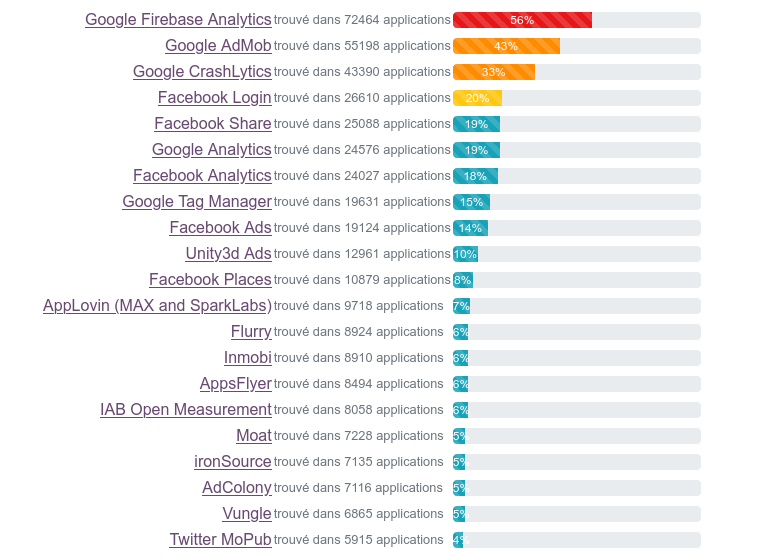 Google Firebase Analytics trouvé dans 72464 applications 56%
Google AdMob trouvé dans 55198 applications 43%
Google CrashLytics trouvé dans 43390 applications 33%
Facebook Login trouvé dans 26610 applications 20%
Facebook Share trouvé dans 25088 applications 19%
Google Analytics trouvé dans 24576 applications 19%
Facebook Analytics trouvé dans 24027 applications 18%
Google Tag Manager trouvé dans 19631 applications 15%
Facebook Ads trouvé dans 19124 applications 14%
Unity3d Ads trouvé dans 12961 applications 10%
Facebook Places trouvé dans 10879 applications 8%
AppLovin (MAX and SparkLabs) trouvé dans 9718 applications 7%
Flurry trouvé dans 8924 applications 6%
Inmobi trouvé dans 8910 applications 6%
AppsFlyer trouvé dans 8494 applications 6%
IAB Open Measurement trouvé dans 8058 applications 6%
Moat trouvé dans 7228 applications 5%
ironSource trouvé dans 7135 applications 5%
AdColony trouvé dans 7116 applications 5%
Vungle trouvé dans 6865 applications 5%
Twitter MoPub trouvé dans 5915 applications 4%